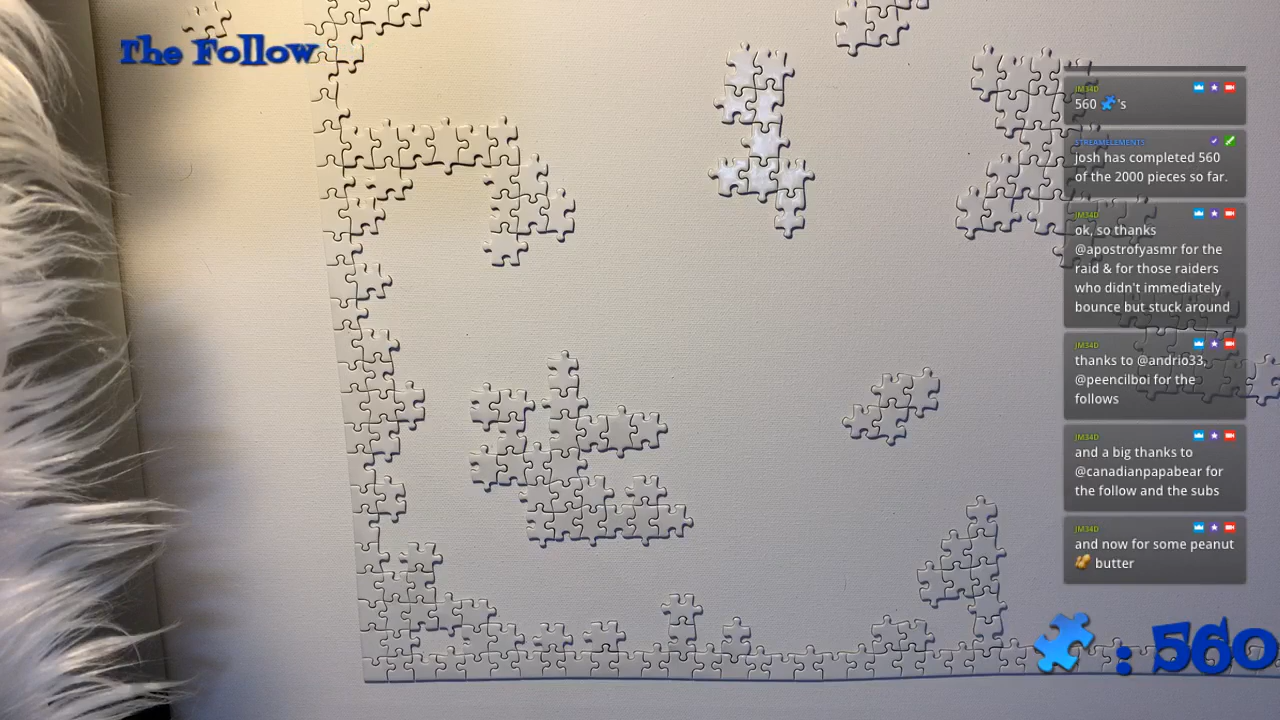 The Follow
JM34D
560 's
STREAMELEMENTS
josh has completed 560
of the 2000 pieces so far.
JM34D
ok, so thanks
@apostrofyasmr for the
raid & for those raiders
who didn't immediately
bounce but stuck around
JM34D
thanks to @andrio33,
@peencilboi for the
follows
JM34D
and a big thanks to
@canadianpapabear for
the follow and the subs
JM34D
and now for some peanut
butter
: 560